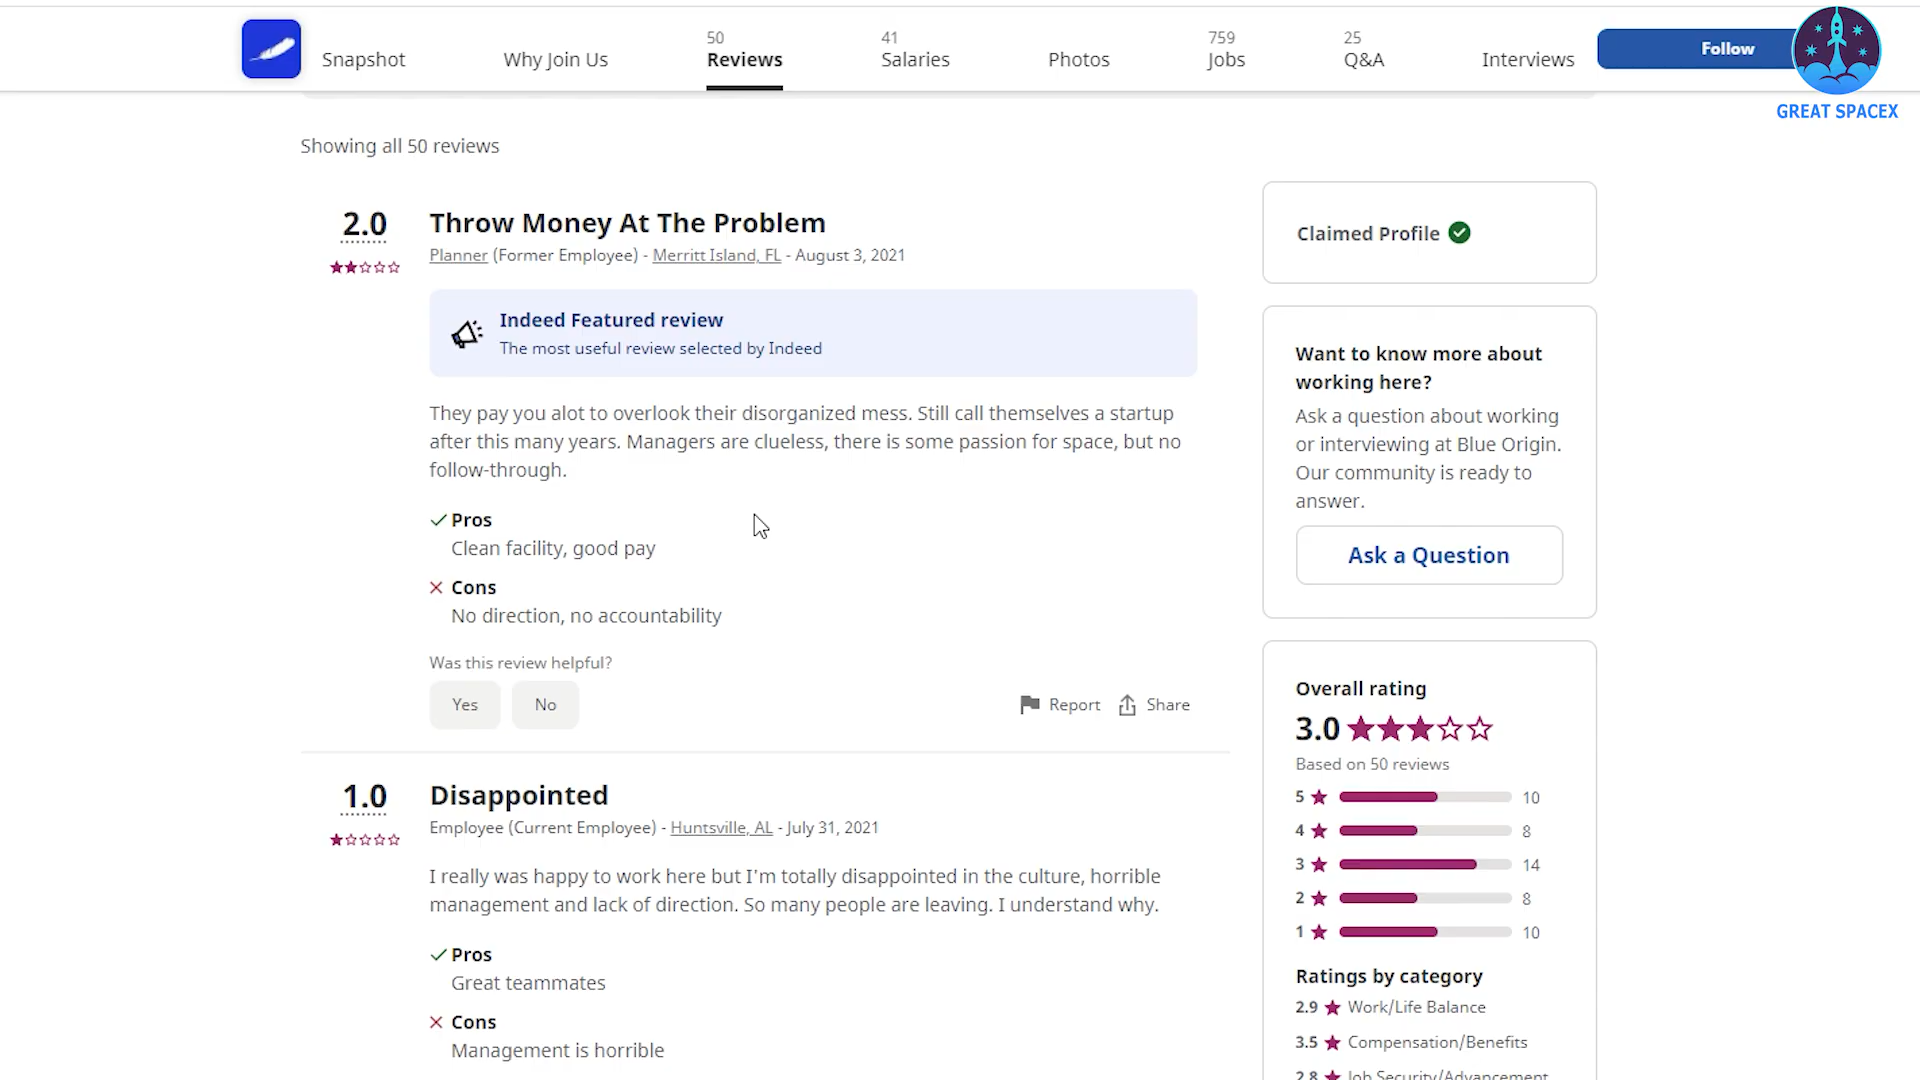 Snapshot
Why Join Us
50
Reviews
41
Salaries
Photos
759
Jobs
25
Q&A
Interviews
Follow
GREAT SPACEX
Showing all 50 reviews
2.0
Throw Money At The Problem
Planner (Former Employee) - Merritt Island, FL - August 3, 2021
Indeed Featured review
The most useful review selected by Indeed
They pay you alot to overlook their disorganized mess. Still call themselves a startup
after this many years. Managers are clueless, there is some passion for space, but no
follow-through.
Pros
Clean facility, good pay
Cons
No direction, no accountability
Was this review helpful?
Yes
No
Report
Share
1.0
Disappointed
Employee (Current Employee) - Huntsville, AL - July 31, 2021
I really was happy to work here but I'm totally disappointed in the culture, horrible
management and lack of direction. So many people are leaving. I understand why.
Pros
Great teammates
Cons
Management is horrible
Claimed Profile
Want to know more about
working here?
Ask a question about working
or interviewing at Blue Origin.
Our community is ready to
answer.
Ask a Question
Overall rating
3.0
Based on 50 reviews
5 10
4 8
3 14
2 8
1 10
Ratings by category
2.9 Work/Life Balance
3.5 Compensation/Benefits
2.8 Job Security/Advancement